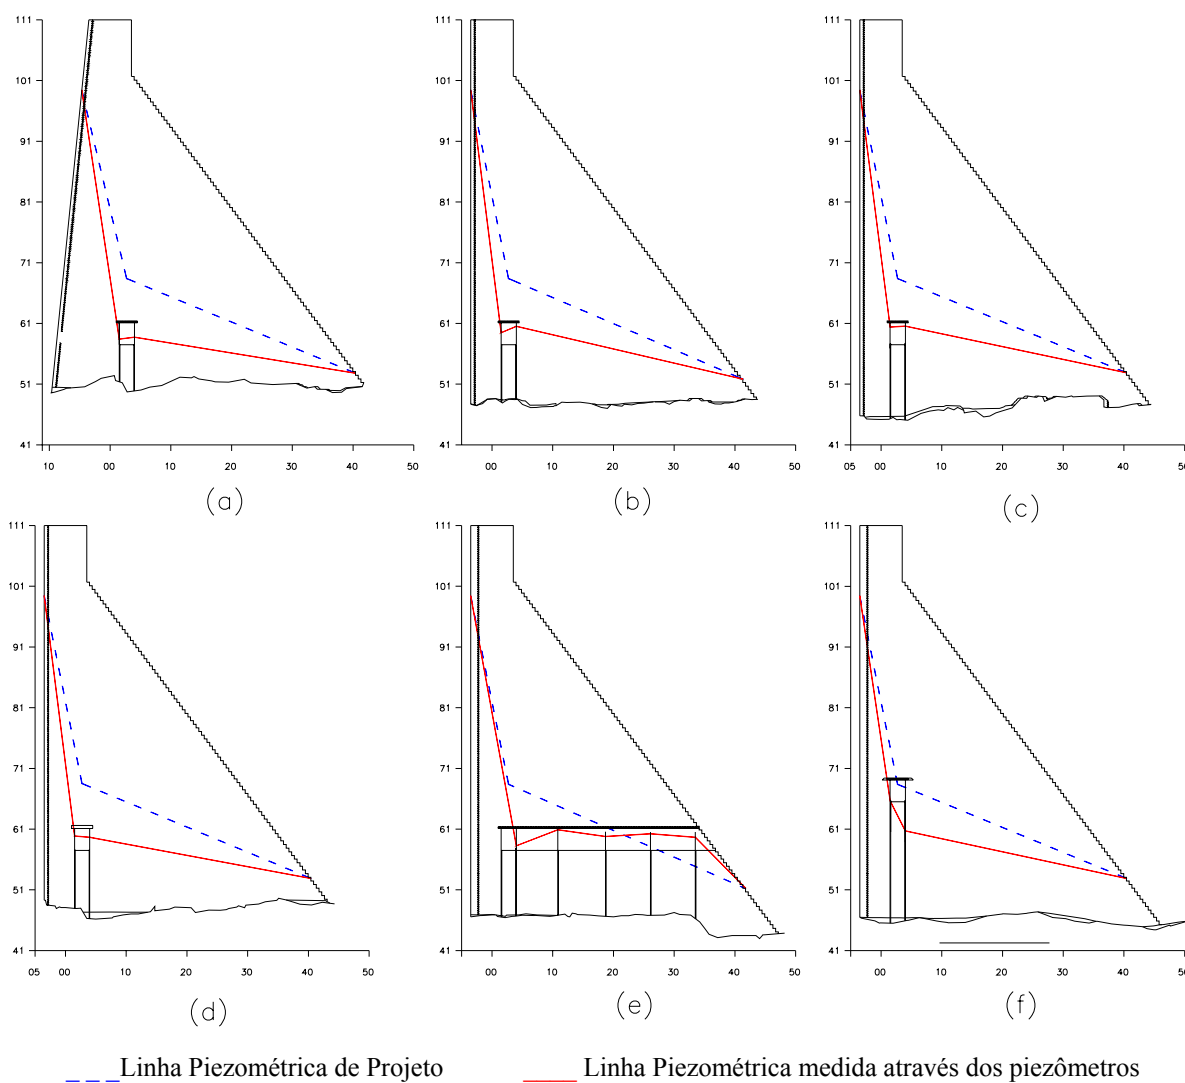 111 111 111
101 101 101
91 91 91
81 81 81
71 71 71
61 61 61
51 51 51
41 41 41
10 00 10 20 30 40 50 00 10 20 30 40 50 05 00 10 20 30 40 50
(a) (b) (c)
111 111 111
101 101 101
91 91 91
81 81 81
71 71 71
61 61 61
51 51 51
41 41 41
05 00 10 20 30 40 50 00 10 20 30 40 50 00 10 20 30 40 50
(d) (e) (f)
Linha Piezométrica de Projeto Linha Piezométrica medida através dos piezômetros